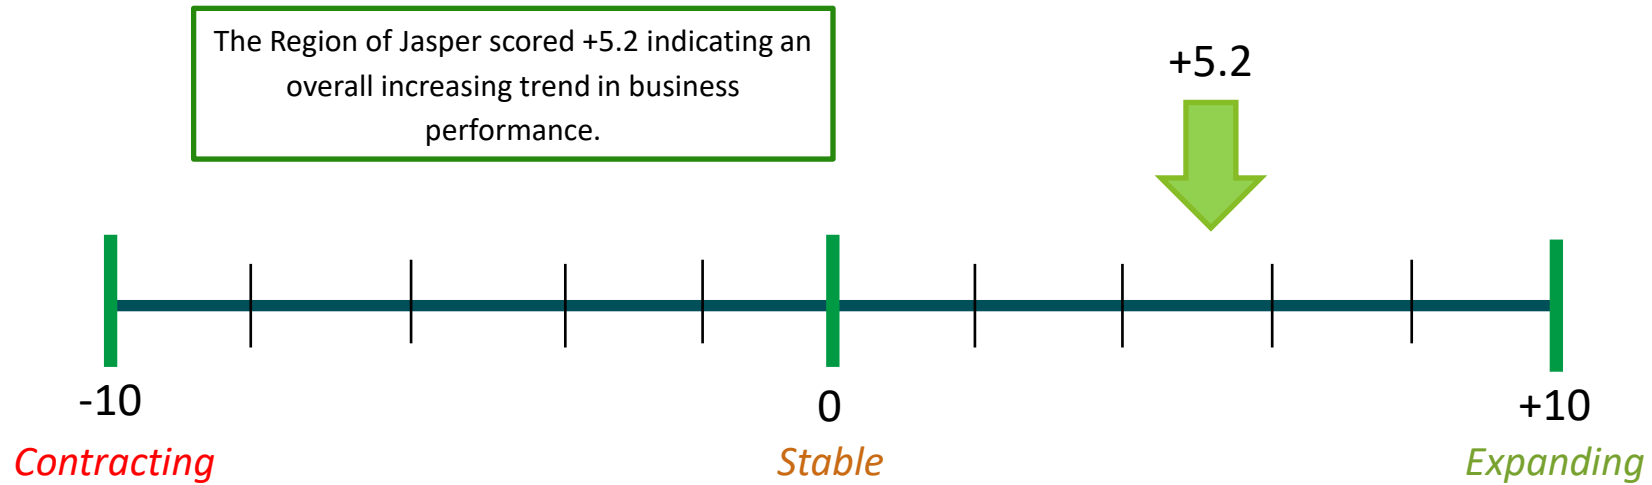 The Region of Jasper scored +5.2 indicating an
overall increasing trend in business
performance.
+5.2
-10
0
+10
Contracting
Stable
Expanding